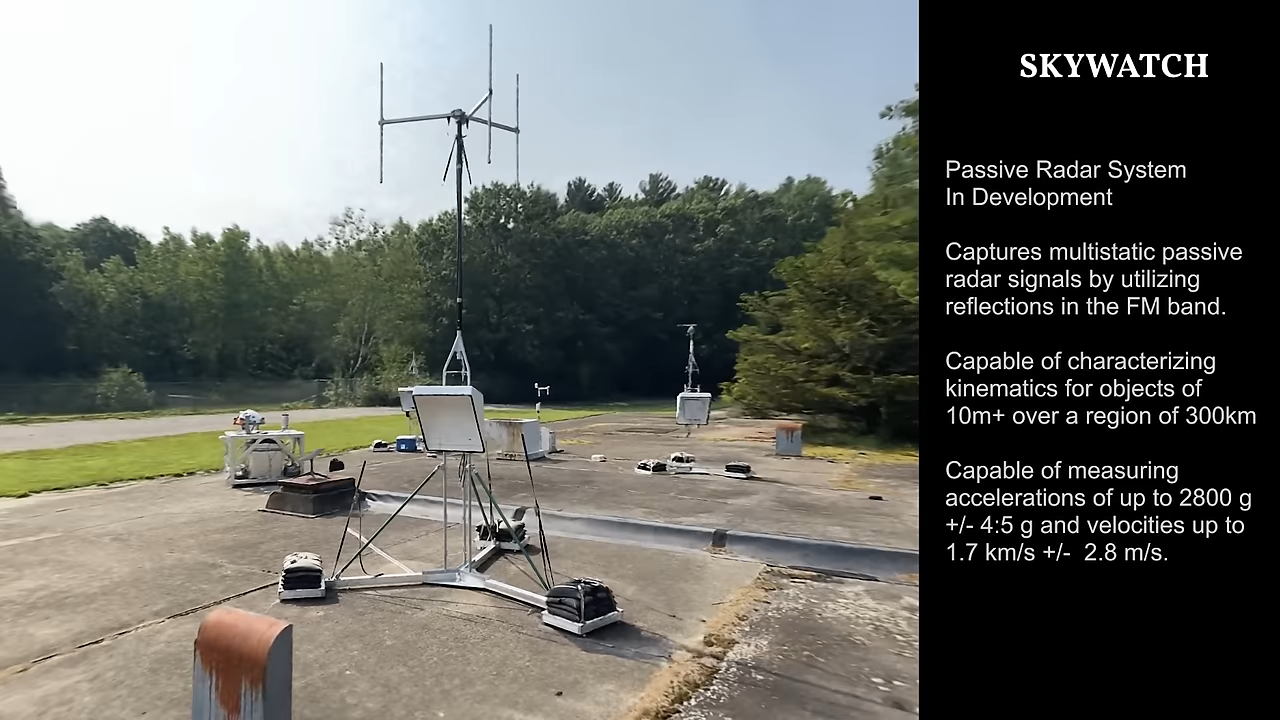 SKYWATCH
Passive Radar System
In Development
Captures multistatic passive
radar signals by utilizing
reflections in the FM band.
Capable of characterizing
kinematics for objects of
10m+ over a region of 300km
Capable of measuring
accelerations of up to 2800 g
+/- 4:5 g and velocities up to
1.7 km/s +/-  2.8 m/s.